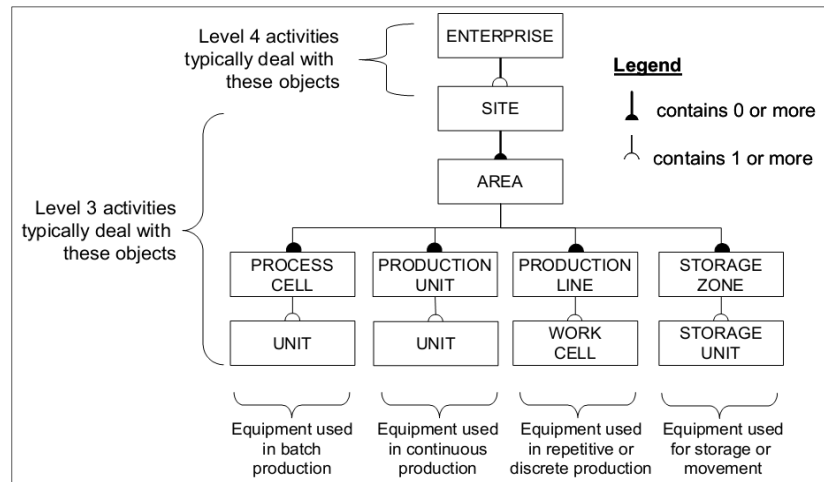 Level 4 activities
typically deal with
these objects
ENTERPRISE
SITE
Legend
contains 0 or more
contains 1 or more
AREA
Level 3 activities
typically deal with
these objects
PROCESS
CELL
PRODUCTION
UNIT
PRODUCTION
LINE
STORAGE
ZONE
UNIT
UNIT
WORK
CELL
STORAGE
UNIT
Equipment used
in batch
production
Equipment used
in continuous
production
Equipment used
in repetitive or
discrete production
Equipment used
for storage or
movement